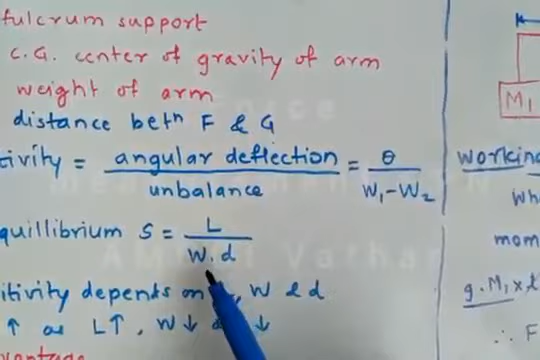 fulcrum support
c.G. center of gravity of arm
weight of arm
distance betn F & G
tivity = angular deflection / unbalance = θ / W1-W2
quillibrium S = L / W.d
itivity depends on L, W & d
↑ as L↑, W↓ & ↓
M1
working
Wh
mom
g.M1 x l
∴ F